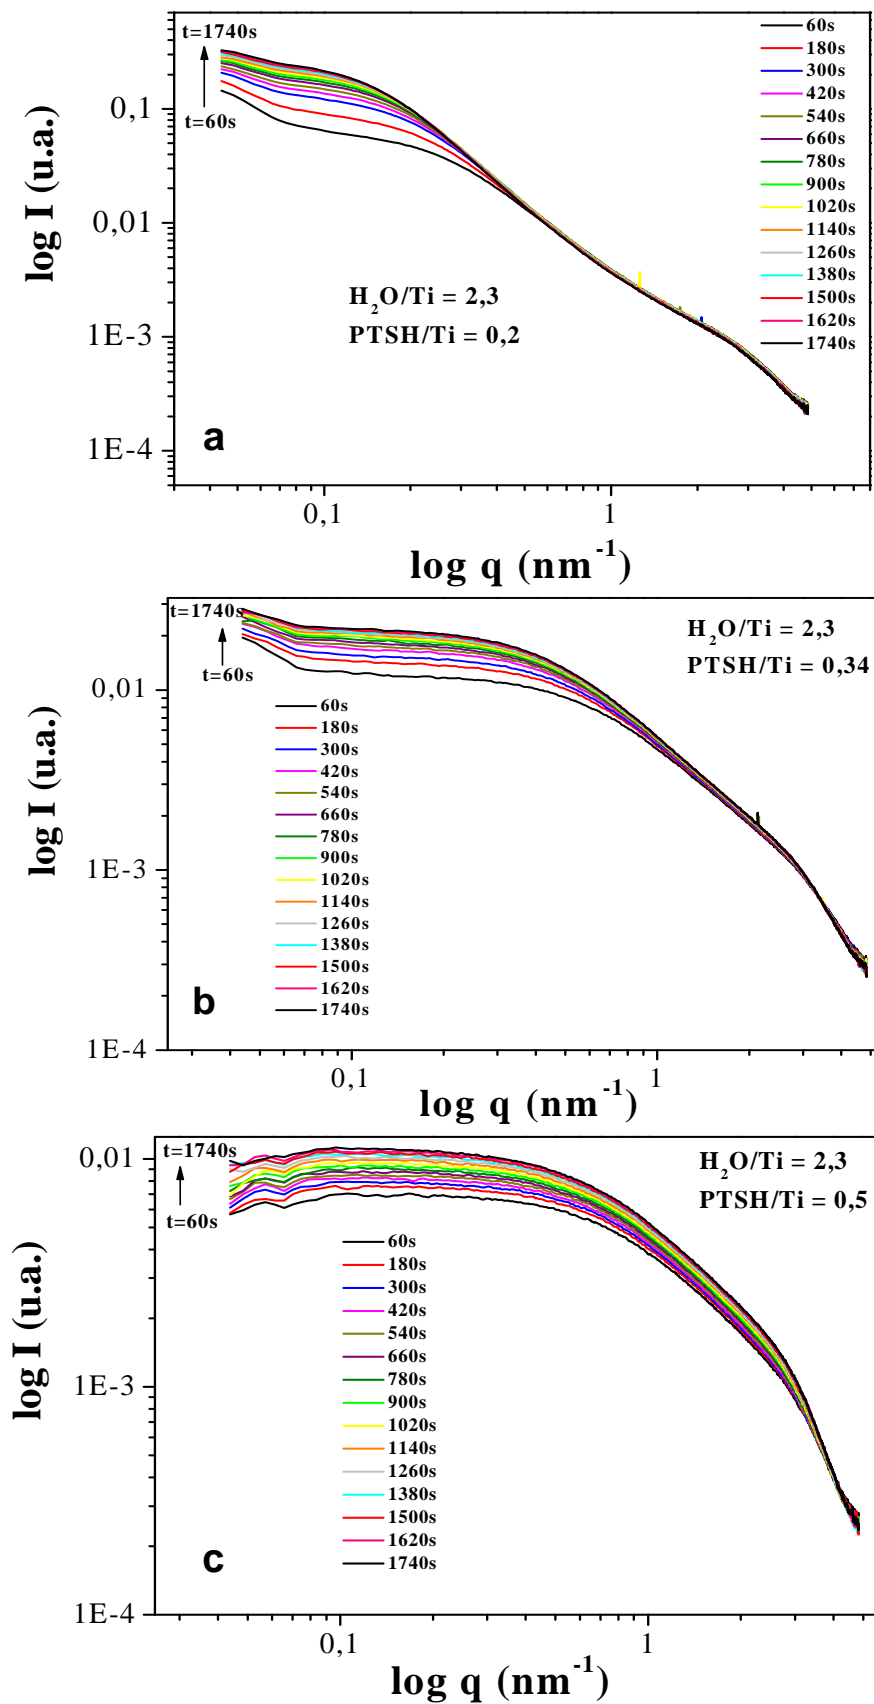 t=1740s
t=60s
60s
180s
300s
420s
540s
660s
780s
900s
1020s
1140s
1260s
1380s
1500s
1620s
1740s
H₂O/Ti = 2,3
PTSH/Ti = 0,2
0,1
0,01
1E-3
1E-4
log I (u.a.)
a
0,1
1
log q (nm⁻¹)
t=1740s
t=60s
H₂O/Ti = 2,3
PTSH/Ti = 0,34
60s
180s
300s
420s
540s
660s
780s
900s
1020s
1140s
1260s
1380s
1500s
1620s
1740s
0,01
1E-3
1E-4
log I (u.a.)
b
0,1
1
log q (nm⁻¹)
t=1740s
t=60s
H₂O/Ti = 2,3
PTSH/Ti = 0,5
60s
180s
300s
420s
540s
660s
780s
900s
1020s
1140s
1260s
1380s
1500s
1620s
1740s
0,01
1E-3
1E-4
log I (u.a.)
c
0,1
1
log q (nm⁻¹)